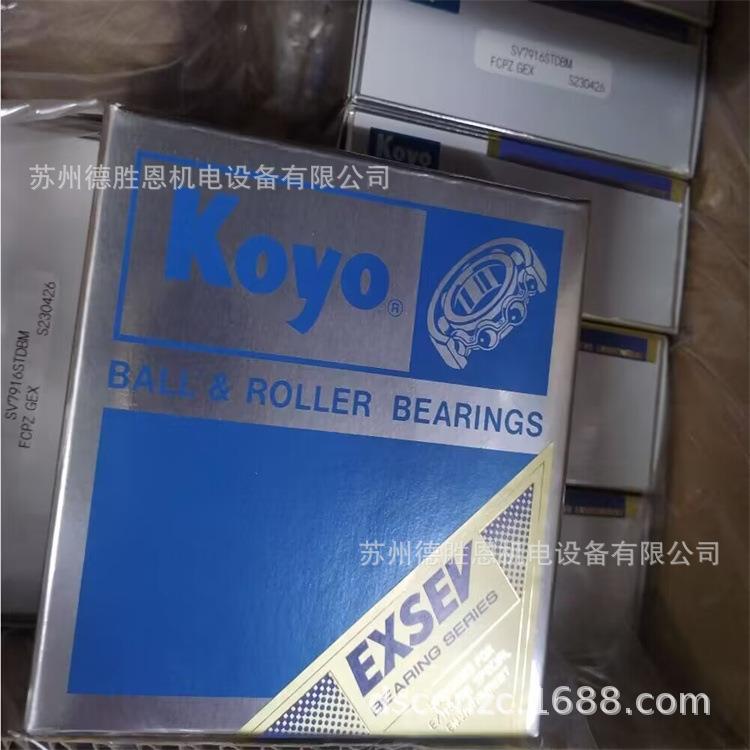 SV7916STDBM
FCPZ GEX S230426
Koyo
苏州德胜恩机电设备有限公司
Koyo®
BALL & ROLLER BEARINGS
SV7916STDBM
FCPZ GEX S230426
EXSEV
BEARING SERIES
苏州德胜恩机电设备有限公司
.1688.com